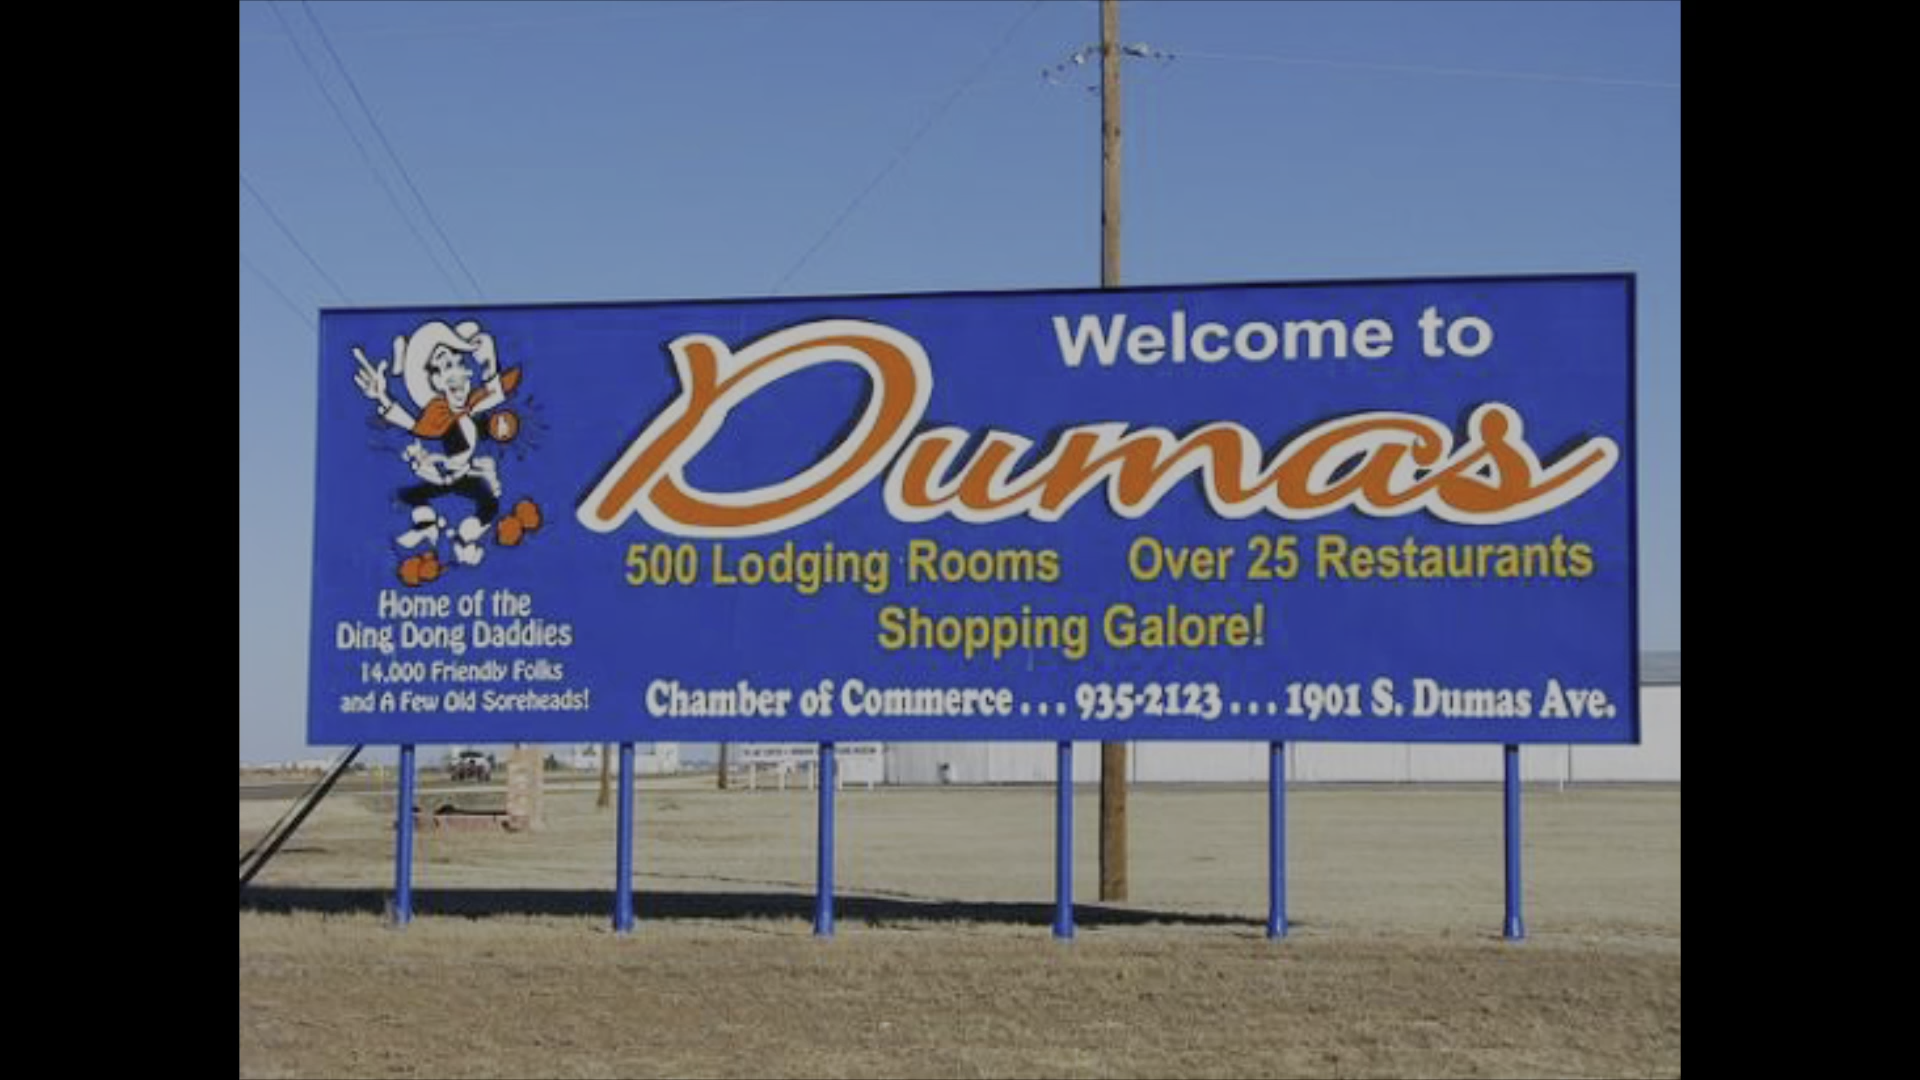 Welcome to
Dumas
500 Lodging Rooms Over 25 Restaurants
Shopping Galore!
Home of the
Ding Dong Daddies
14,000 Friendly Folks
and A Few Old Soreheads!
Chamber of Commerce ... 935-2123 ... 1901 S. Dumas Ave.